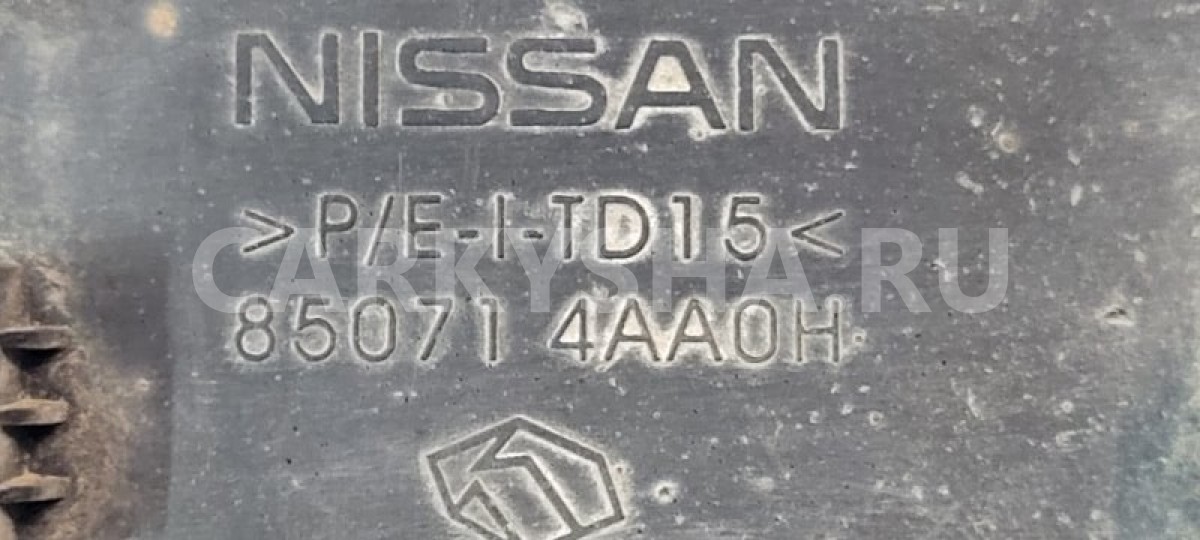 NISSAN
>P/E-I-TD15<
CARKYSHA.RU
85071 4AA0H